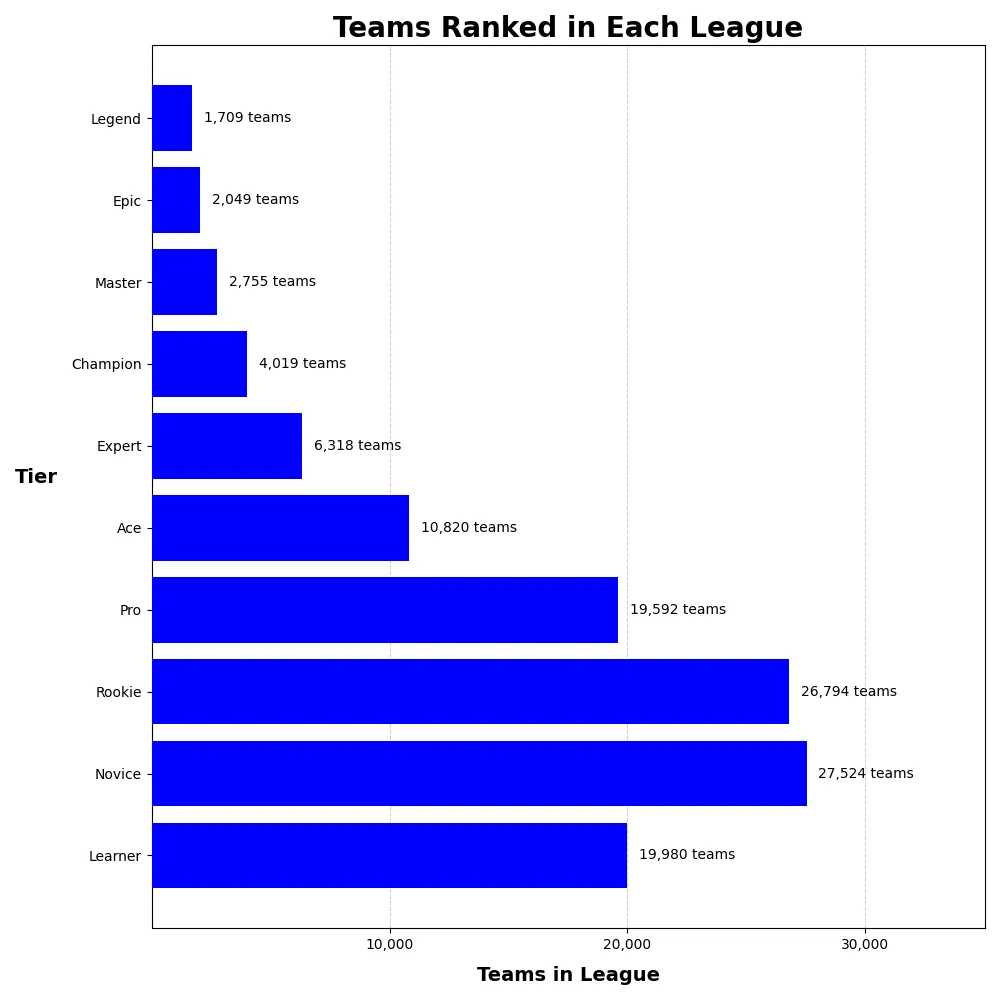 Teams Ranked in Each League
Legend
1,709 teams
Epic
2,049 teams
Master
2,755 teams
Champion
4,019 teams
Expert
6,318 teams
Tier
Ace
10,820 teams
Pro
19,592 teams
Rookie
26,794 teams
Novice
27,524 teams
Learner
19,980 teams
10,000
20,000
30,000
Teams in League